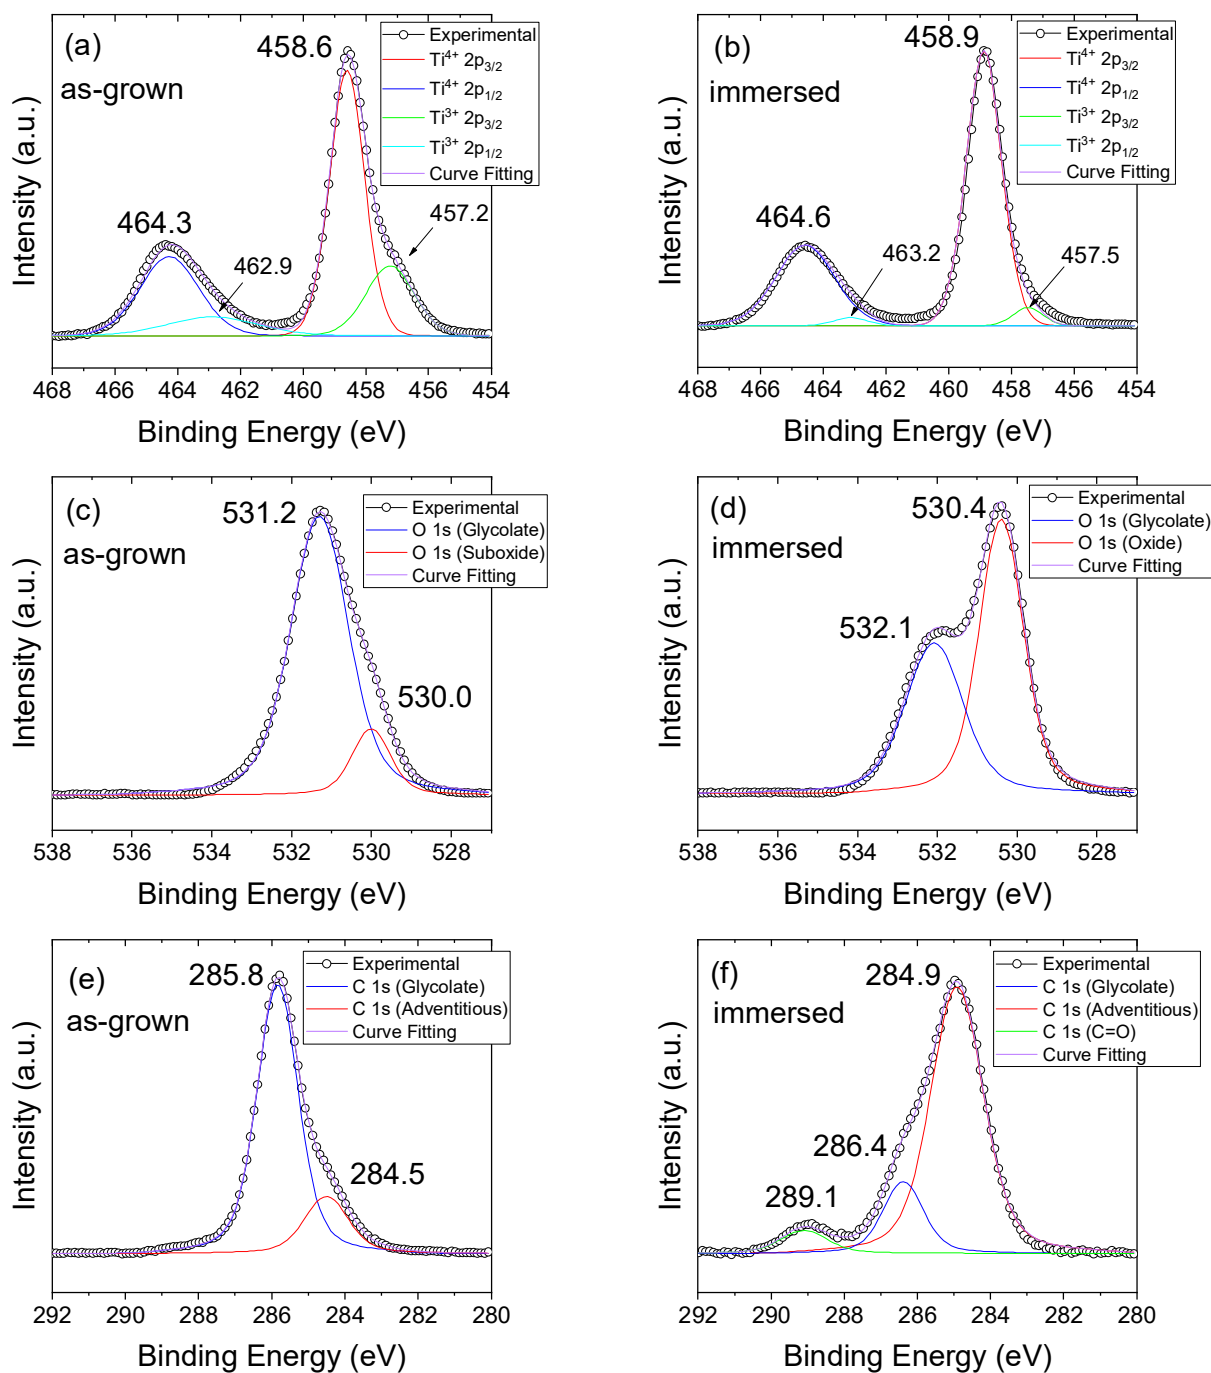 (a)
as-grown
458.6
464.3
462.9
457.2
Experimental
Ti⁴⁺ 2p₃/₂
Ti⁴⁺ 2p₁/₂
Ti³⁺ 2p₃/₂
Ti³⁺ 2p₁/₂
Curve Fitting
Intensity (a.u.)
468 466 464 462 460 458 456 454
Binding Energy (eV)
(b)
immersed
458.9
464.6
463.2
457.5
Experimental
Ti⁴⁺ 2p₃/₂
Ti⁴⁺ 2p₁/₂
Ti³⁺ 2p₃/₂
Ti³⁺ 2p₁/₂
Curve Fitting
Intensity (a.u.)
468 466 464 462 460 458 456 454
Binding Energy (eV)
(c)
as-grown
531.2
530.0
Experimental
O 1s (Glycolate)
O 1s (Suboxide)
Curve Fitting
Intensity (a.u.)
538 536 534 532 530 528
Binding Energy (eV)
(d)
immersed
530.4
532.1
Experimental
O 1s (Glycolate)
O 1s (Oxide)
Curve Fitting
Intensity (a.u.)
538 536 534 532 530 528
Binding Energy (eV)
(e)
as-grown
285.8
284.5
Experimental
C 1s (Glycolate)
C 1s (Adventitious)
Curve Fitting
Intensity (a.u.)
292 290 288 286 284 282 280
Binding Energy (eV)
(f)
immersed
284.9
286.4
289.1
Experimental
C 1s (Glycolate)
C 1s (Adventitious)
C 1s (C=O)
Curve Fitting
Intensity (a.u.)
292 290 288 286 284 282 280
Binding Energy (eV)